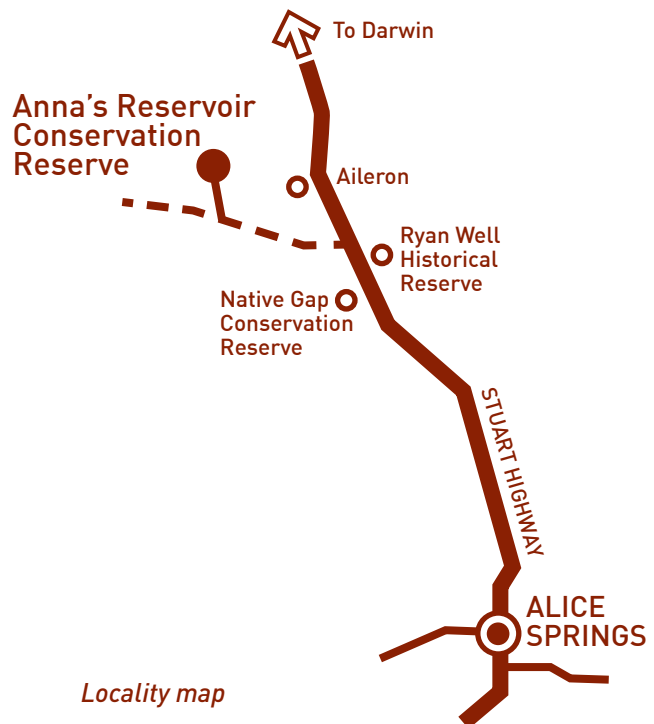 To Darwin
Anna’s Reservoir
Conservation
Reserve
Aileron
Ryan Well
Historical
Reserve
Native Gap
Conservation
Reserve
STUART HIGHWAY
ALICE
SPRINGS
Locality map